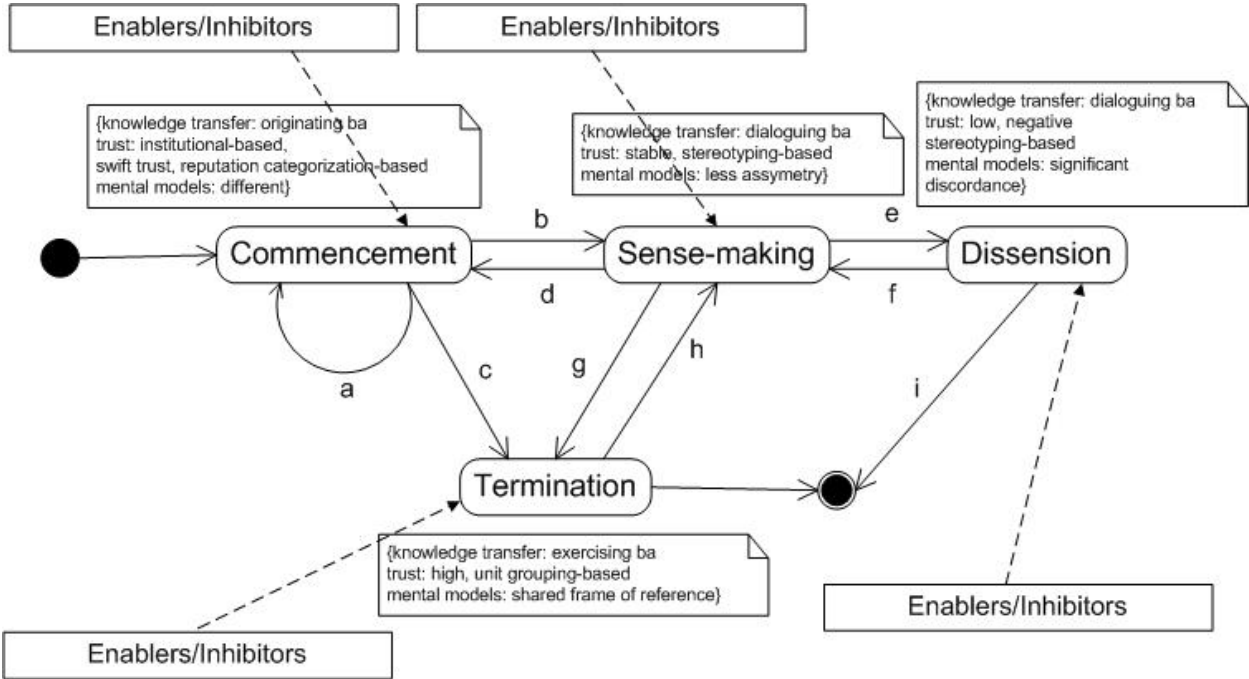 Enablers/Inhibitors
Enablers/Inhibitors
{knowledge transfer: originating ba
trust: institutional-based,
swift trust, reputation categorization-based
mental models: different}
{knowledge transfer: dialoguing ba
trust: stable, stereotyping-based
mental models: less assymetry}
{knowledge transfer: dialoguing ba
trust: low, negative
stereotyping-based
mental models: significant
discordance}
b
e
Commencement
Sense-making
Dissension
d
f
a
c
g
h
i
Termination
{knowledge transfer: exercising ba
trust: high, unit grouping-based
mental models: shared frame of reference}
Enablers/Inhibitors
Enablers/Inhibitors